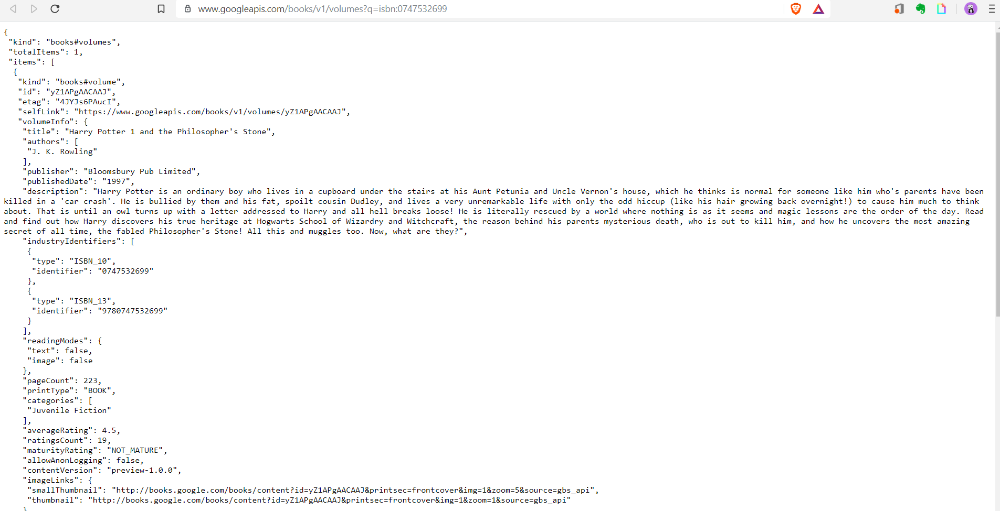 www.googleapis.com/books/v1/volumes?q=isbn:0747532699
{
"kind": "books#volumes",
"totalItems": 1,
"items": [
{
"kind": "books#volume",
"id": "yZ1APgAACAAJ",
"etag": "4JYJs6PAucI",
"selfLink": "https://www.googleapis.com/books/v1/volumes/yZ1APgAACAAJ",
"volumeInfo": {
"title": "Harry Potter 1 and the Philosopher's Stone",
"authors": [
"J. K. Rowling"
],
"publisher": "Bloomsbury Pub Limited",
"publishedDate": "1997",
"description": "Harry Potter is an ordinary boy who lives in a cupboard under the stairs at his Aunt Petunia and Uncle Vernon's house, which he thinks is normal for someone like him who's parents have been
killed in a 'car crash'. He is bullied by them and his fat, spoilt cousin Dudley, and lives a very unremarkable life with only the odd hiccup (like his hair growing back overnight!) to cause him much to think
about. That is until an owl turns up with a letter addressed to Harry and all hell breaks loose! He is literally rescued by a world where nothing is as it seems and magic lessons are the order of the day. Read
and find out how Harry discovers his true heritage at Hogwarts School of Wizardry and Witchcraft, the reason behind his parents mysterious death, who is out to kill him, and how he uncovers the most amazing
secret of all time, the fabled Philosopher's Stone! All this and muggles too. Now, what are they?",
"industryIdentifiers": [
{
"type": "ISBN_10",
"identifier": "0747532699"
},
{
"type": "ISBN_13",
"identifier": "9780747532699"
}
],
"readingModes": {
"text": false,
"image": false
},
"pageCount": 223,
"printType": "BOOK",
"categories": [
"Juvenile Fiction"
],
"averageRating": 4.5,
"ratingsCount": 19,
"maturityRating": "NOT_MATURE",
"allowAnonLogging": false,
"contentVersion": "preview-1.0.0",
"imageLinks": {
"smallThumbnail": "http://books.google.com/books/content?id=yZ1APgAACAAJ&printsec=frontcover&img=1&zoom=5&source=gbs_api",
"thumbnail": "http://books.google.com/books/content?id=yZ1APgAACAAJ&printsec=frontcover&img=1&zoom=1&source=gbs_api"
}